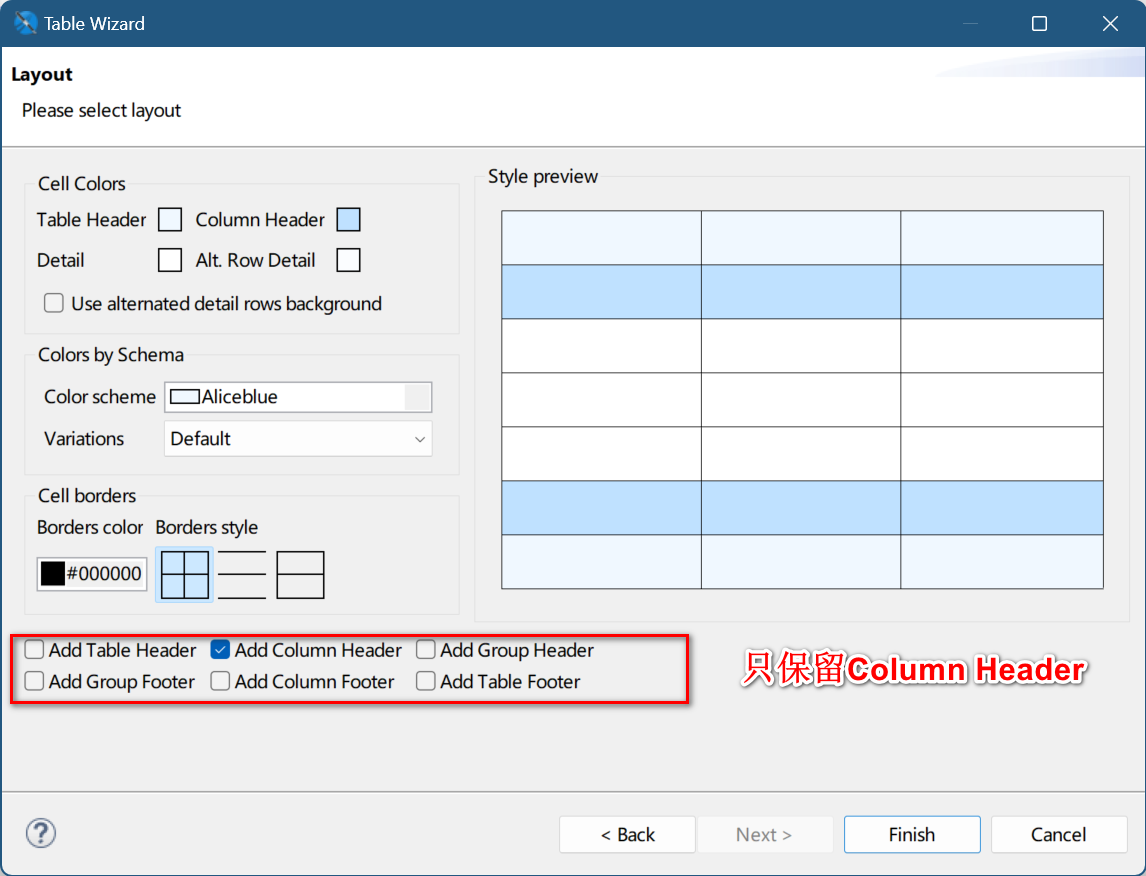 Table Wizard
Layout
Please select layout
Cell Colors
Table Header Column Header
Detail Alt. Row Detail
Use alternated detail rows background
Colors by Schema
Color scheme Aliceblue
Variations Default
Cell borders
Borders color Borders style
#000000
Style preview
Add Table Header Add Column Header Add Group Header
Add Group Footer Add Column Footer Add Table Footer
只保留Column Header
?
< Back Next > Finish Cancel